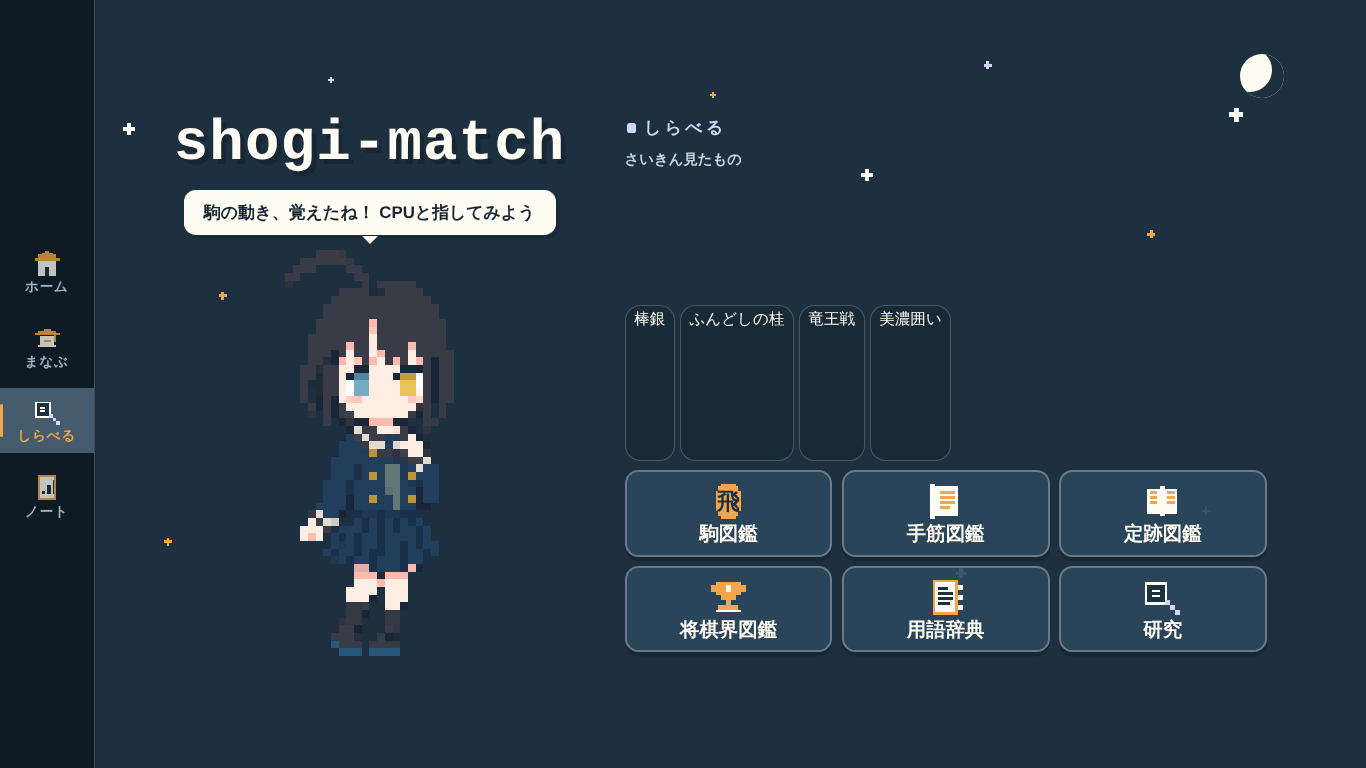 shogi-match
駒の動き、覚えたね！ CPUと指してみよう
ホーム
まなぶ
しらべる
ノート
しらべる
さいきん見たもの
棒銀
ふんどしの桂
竜王戦
美濃囲い
飛
駒図鑑
手筋図鑑
定跡図鑑
将棋界図鑑
用語辞典
研究